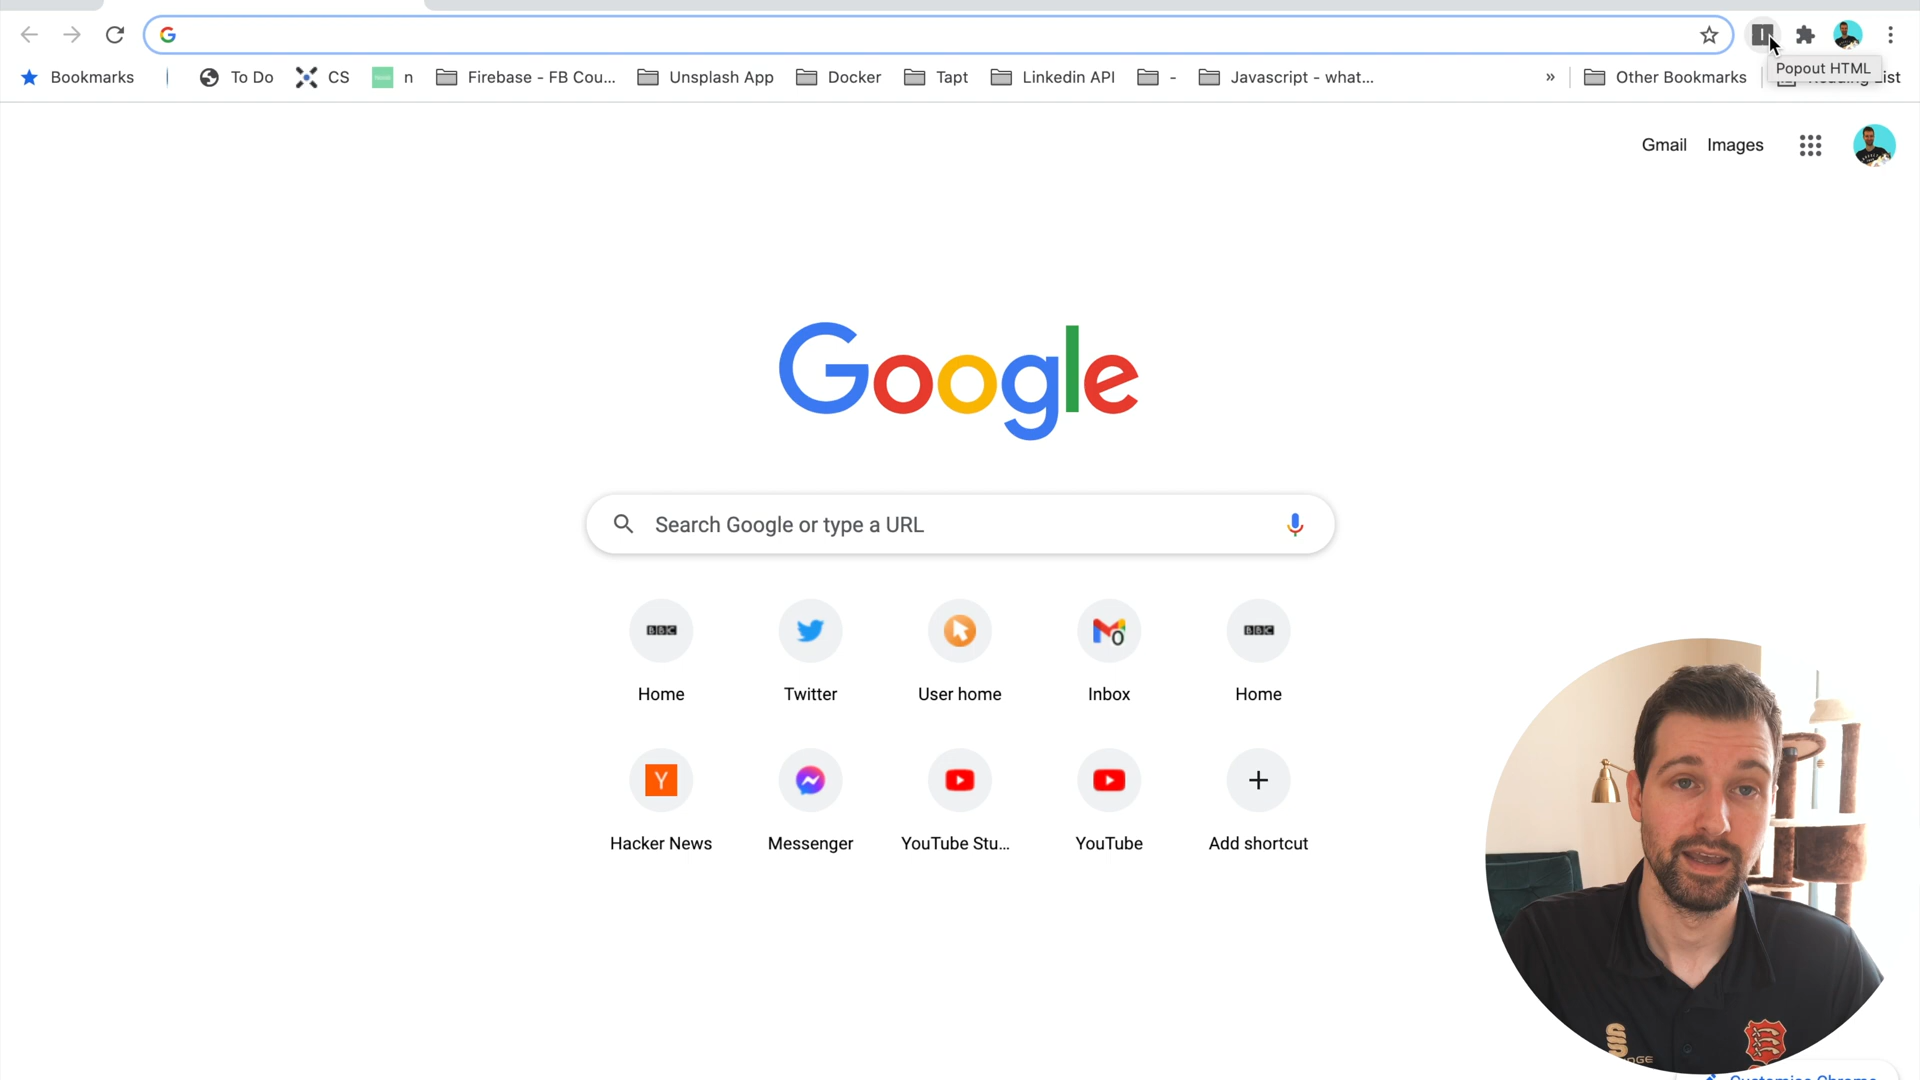 Bookmarks To Do CS n Firebase - FB Cou... Unsplash App Docker Tapt Linkedin API - Javascript - what... » Other Bookmarks
Popout HTML
Gmail Images
Google
Search Google or type a URL
BBC BBC
Home Twitter User home Inbox Home
Hacker News Messenger YouTube Stu... YouTube Add shortcut